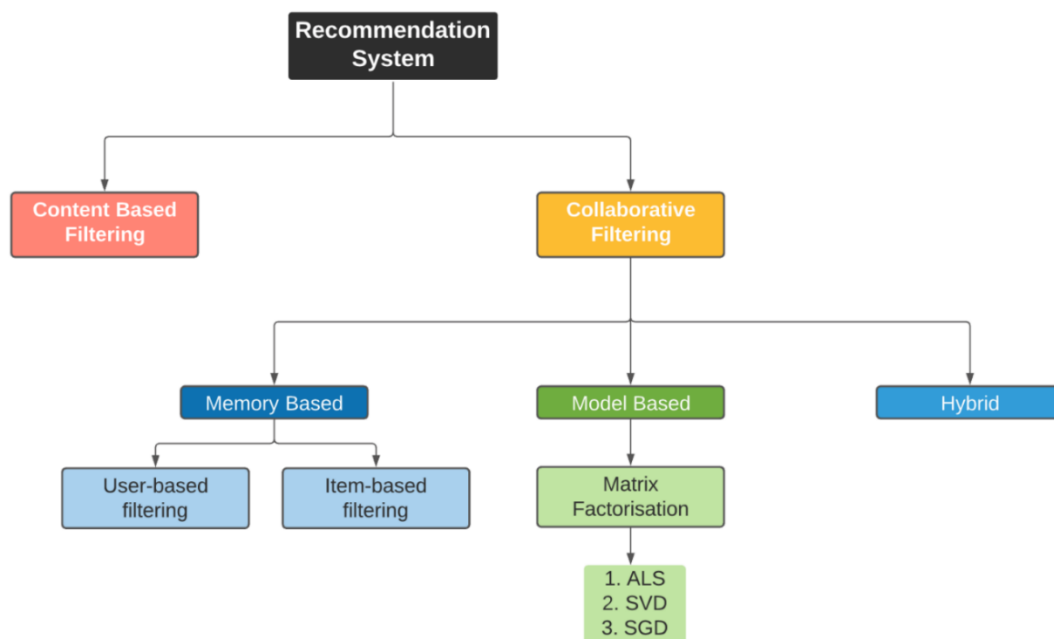 Recommendation
System
Content Based
Filtering
Collaborative
Filtering
Memory Based
Model Based
Hybrid
User-based
filtering
Item-based
filtering
Matrix
Factorisation
1. ALS
2. SVD
3. SGD